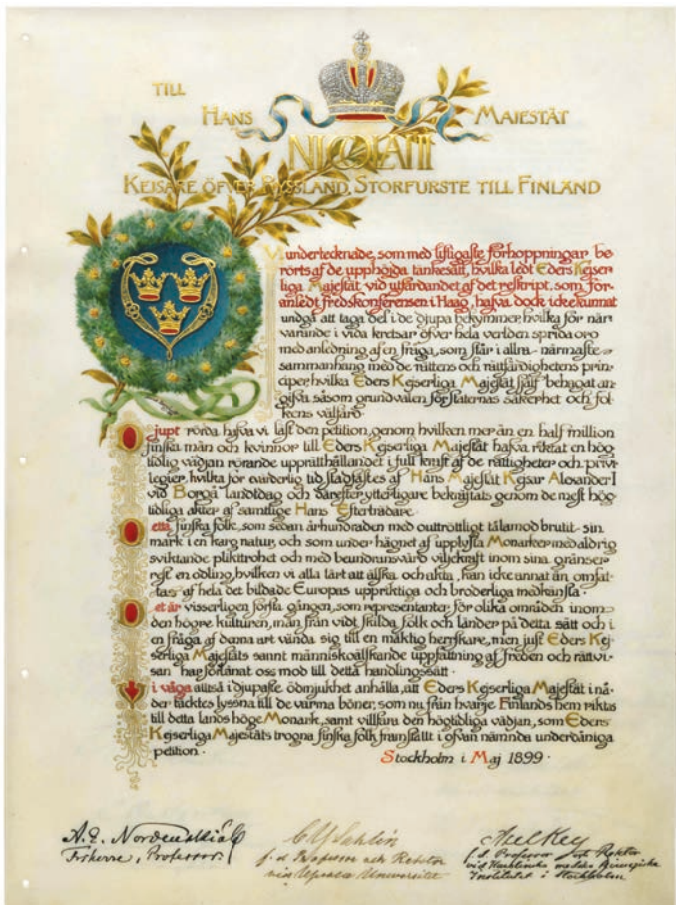 TILL
HANS MAJESTÄT
NICOLAI II
KEJSARE ÖFVER RYSSLAND, STORFURSTE TILL FINLAND
Vi undertecknade, som med lifligaste förhoppningar be-
rörts af de upphöjda tankesätt, hvilka ledt Eders Kejser-
liga Majestät vid utfärdandet af det reskript, som för-
anledt fredskonferensen i Haag, hafva dock icke kunnat
undgå att taga del i de djupa bekymmer, hvilka för när-
varande i vida kretsar öfver hela verlden sprida oro
med anledning af en fråga, som står i allra-närmaste
sammanhang med de rättens och rättfärdighetens prin-
ciper, hvilka Eders Kejserliga Majestät sjelf behagat an-
gifva såsom grundvalen för staternas säkerhet och fol-
kens välfärd.
Djupt rörda hafva vi läst den petition, genom hvilken mer än en half million
finska män och kvinnor till Eders Kejserliga Majestät hafva riktat en hög-
tidlig vädjan rörande upprätthållandet i full kraft af de rättigheter och privi-
legier, hvilka för evärderlig tid stadfästes af Hans Majestät Kejsar Alexander I
vid Borgå landtdag och därefter ytterligare bekräftats genom de mest hög-
tidliga akter af samtlige Hans Efterträdare.
Detta finska folk, som sedan århundraden med outtröttligt tålamod brutit sin
mark i en karg natur, och som under hägnet af upplysta Monarker med aldrig
sviktande plikttrohet och med beundransvärd viljekraft inom sina gränser
rest en odling, hvilken vi alla lärt att älska och akta, kan icke annat än omfat-
tas af hela det bildade Europas uppriktiga och broderliga medkänsla.
Det är visserligen första gången, som representanter för olika områden inom
den högre kulturen, män från vidt skilda folk och länder på detta sätt och i
en fråga af denna art vända sig till en mäktig herrskare, men just Eders Kej-
serliga Majestäts sannt människoälskande uppfattning af freden och rättvi-
san har förlänat oss mod till detta handlingssätt.
Vi våga alltså i djupaste ödmjukhet anhålla, att Eders Kejserliga Majestät i nå-
der täcktes lyssna till de varma böner, som nu från hvarje Finlands hem riktas
till detta lands höge Monark, samt villfara den högtidliga vädjan, som Eders
Kejserliga Majestäts trogna finska folk framställt i ofvan nämnda underdåniga
petition.
Stockholm i Maj 1899.
A. E. Nordenskiöld
Friherre, Professor.
C Y Sahlin
f. d. Professor och Rektor
vid Upsala Universitet
Axel Key
f. d. Professor och Rektor
vid Karolinska mediko kirurgiska
Institutet i Stockholm